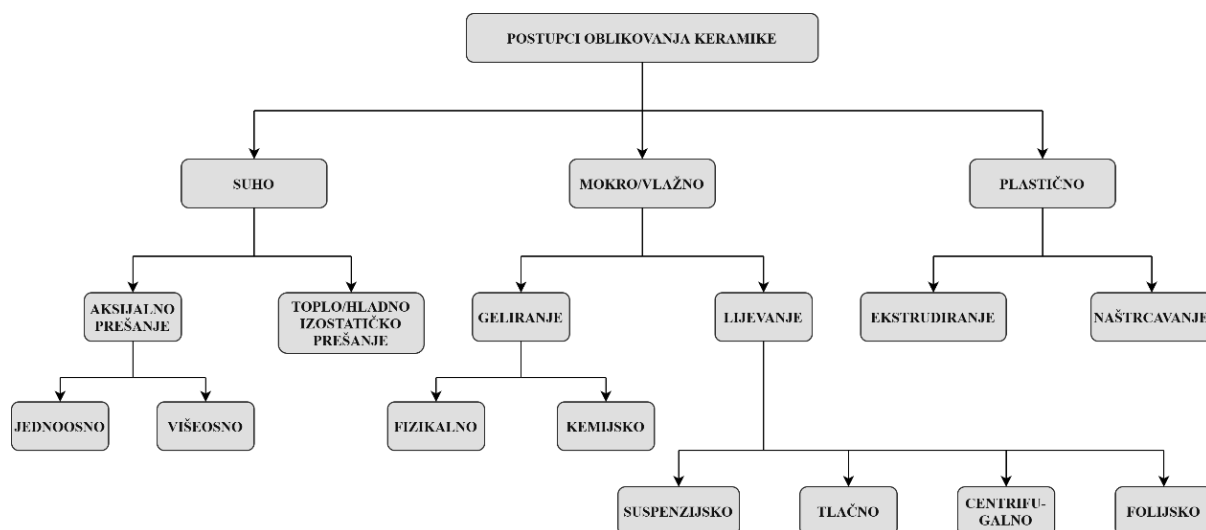 POSTUPCI OBLIKOVANJA KERAMIKE
SUHO
MOKRO/VLAŽNO
PLASTIČNO
AKSIJALNO
PREŠANJE
TOPLO/HLADNO
IZOSTATIČKO
PREŠANJE
GELIRANJE
LIJEVANJE
EKSTRUDIRANJE
NAŠTRCAVANJE
JEDNOOSNO
VIŠEOSNO
FIZIKALNO
KEMIJSKO
SUSPENZIJSKO
TLAČNO
CENTRIFU-
GALNO
FOLIJSKO